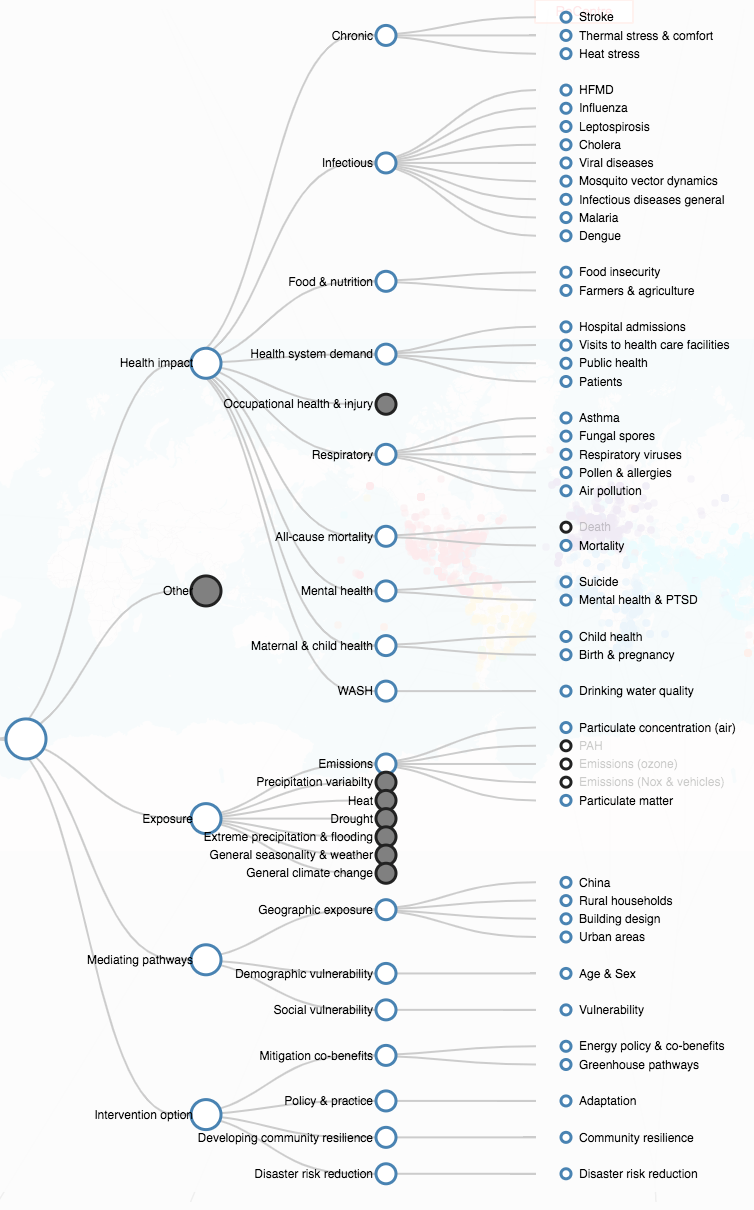 Chronic
Stroke
Thermal stress & comfort
Heat stress
Infectious
HFMD
Influenza
Leptospirosis
Cholera
Viral diseases
Mosquito vector dynamics
Infectious diseases general
Malaria
Dengue
Food & nutrition
Food insecurity
Farmers & agriculture
Health impact
Health system demand
Hospital admissions
Visits to health care facilities
Public health
Patients
Occupational health & injury
Respiratory
Asthma
Fungal spores
Respiratory viruses
Pollen & allergies
Air pollution
All-cause mortality
Death
Mortality
Other
Mental health
Suicide
Mental health & PTSD
Maternal & child health
Child health
Birth & pregnancy
WASH
Drinking water quality
Exposure
Emissions
Particulate concentration (air)
PAH
Emissions (ozone)
Emissions (Nox & vehicles)
Particulate matter
Precipitation variabilty
Heat
Drought
Extreme precipitation & flooding
General seasonality & weather
General climate change
Mediating pathways
Geographic exposure
China
Rural households
Building design
Urban areas
Demographic vulnerability
Age & Sex
Social vulnerability
Vulnerability
Intervention option
Mitigation co-benefits
Energy policy & co-benefits
Greenhouse pathways
Policy & practice
Adaptation
Developing community resilience
Community resilience
Disaster risk reduction
Disaster risk reduction